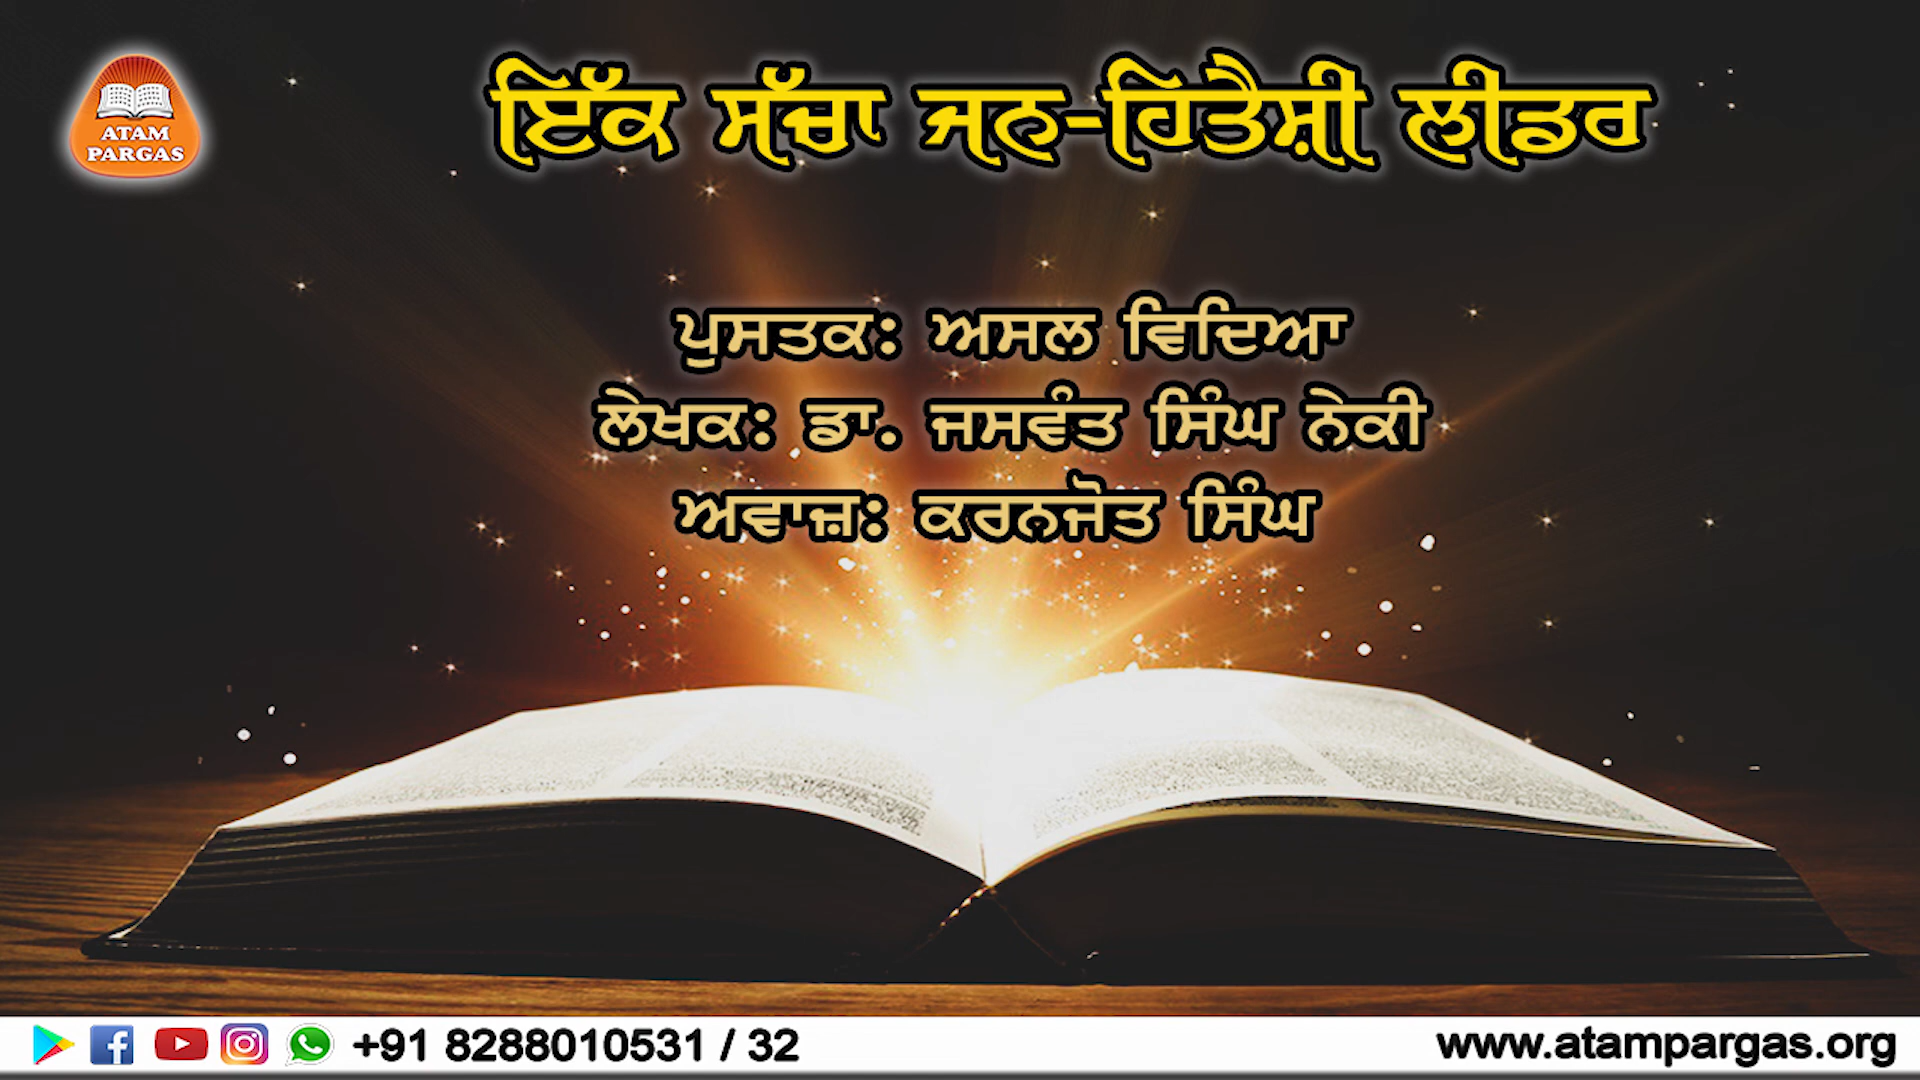 ATAM
PARGAS
ਇੱਕ ਸੱਚਾ ਜਨ-ਹਿਤੈਸ਼ੀ ਲੀਡਰ
ਪੁਸਤਕ: ਅਸਲ ਵਿਦਿਆ
ਲੇਖਕ: ਡਾ. ਜਸਵੰਤ ਸਿੰਘ ਨੇਕੀ
ਅਵਾਜ਼: ਕਰਨਜੋਤ ਸਿੰਘ
+91 8288010531 / 32
www.atampargas.org